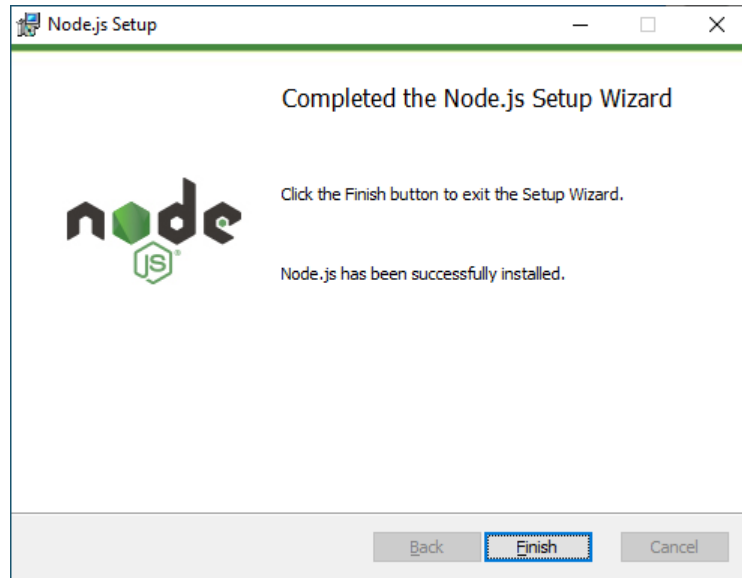 Node.js Setup
Completed the Node.js Setup Wizard
Click the Finish button to exit the Setup Wizard.
node
JS
Node.js has been successfully installed.
Back Finish Cancel